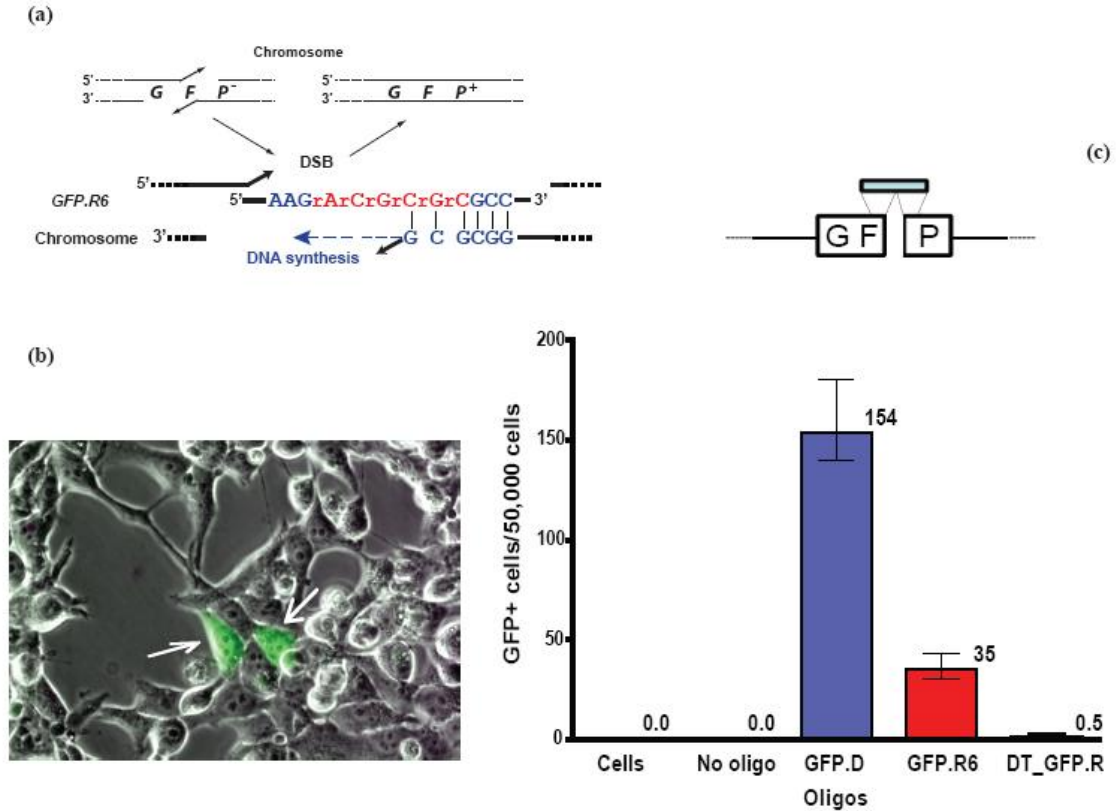 (a)
Chromosome
5' 
3' G F P⁻
G F P⁺
DSB
5'
GFP.R6 5' AAGrArCrGrCrGrCGCC 3'
Chromosome 3' G C GCGG
DNA synthesis
(c)
G F P
(b)
200
150
100
50
0
GFP+ cells/50,000 cells
0.0
0.0
154
35
0.5
Cells No oligo GFP.D GFP.R6 DT_GFP.R
Oligos